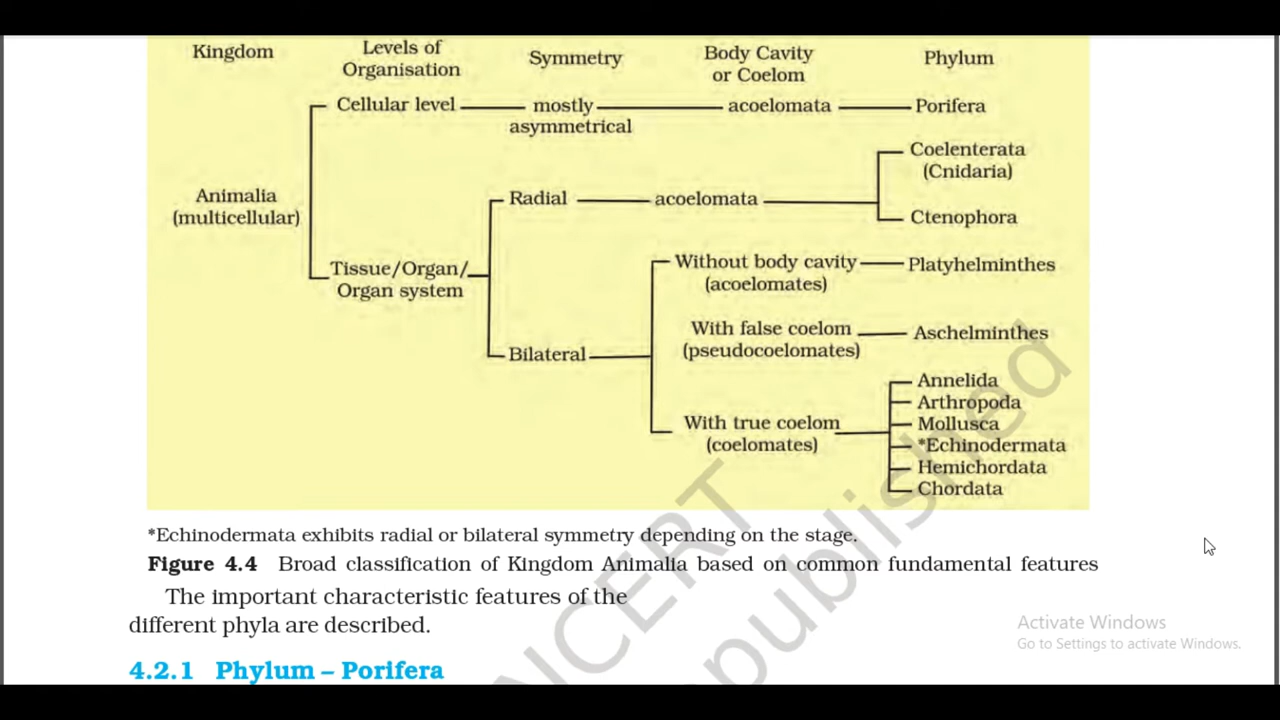 Kingdom
Levels of
Organisation
Symmetry
Body Cavity
or Coelom
Phylum
Cellular level
mostly
asymmetrical
acoelomata
Porifera
Animalia
(multicellular)
Radial
acoelomata
Coelenterata
(Cnidaria)
Ctenophora
Tissue/Organ/
Organ system
Bilateral
Without body cavity
(acoelomates)
Platyhelminthes
With false coelom
(pseudocoelomates)
Aschelminthes
With true coelom
(coelomates)
Annelida
Arthropoda
Mollusca
*Echinodermata
Hemichordata
Chordata
*Echinodermata exhibits radial or bilateral symmetry depending on the stage.
Figure 4.4 Broad classification of Kingdom Animalia based on common fundamental features
The important characteristic features of the
different phyla are described.
4.2.1 Phylum – Porifera
NCERT
published
Activate Windows
Go to Settings to activate Windows.